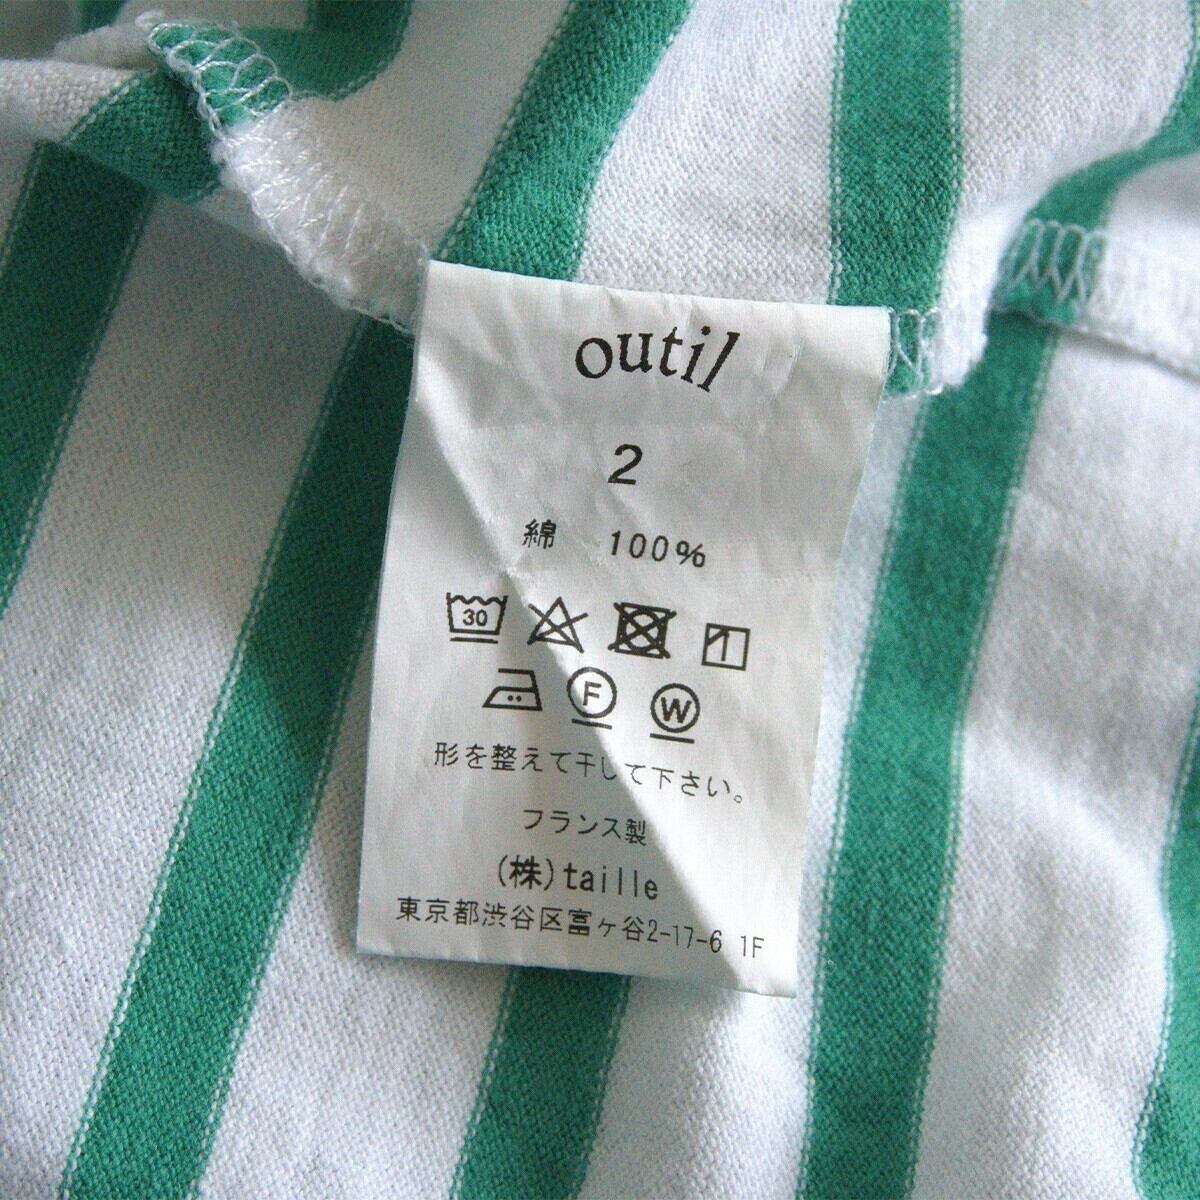 outil
2
綿 100%
30
F W
形を整えて干して下さい。
フランス製
(株)taille
東京都渋谷区富ヶ谷2-17-6 1F